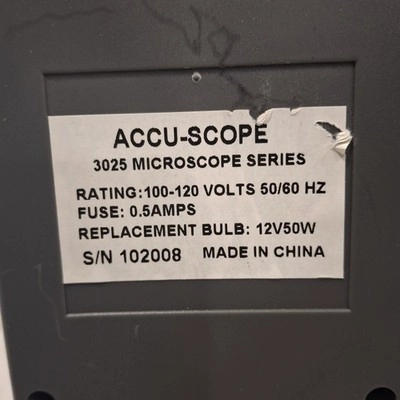 ACCU-SCOPE
3025 MICROSCOPE SERIES
RATING:100-120 VOLTS 50/60 HZ
FUSE: 0.5AMPS
REPLACEMENT BULB: 12V50W
S/N 102008 MADE IN CHINA